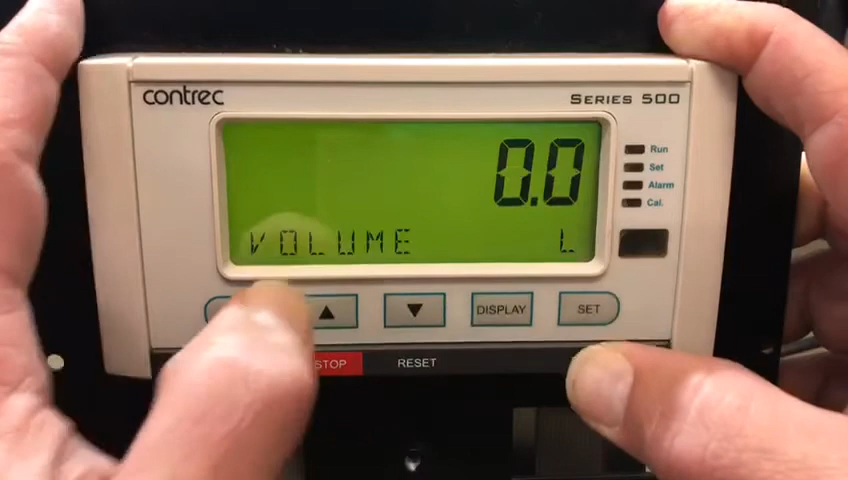 contrec
SERIES 500
0.0
VOLUME L
Run
Set
Alarm
Cal.
DISPLAY
SET
STOP
RESET